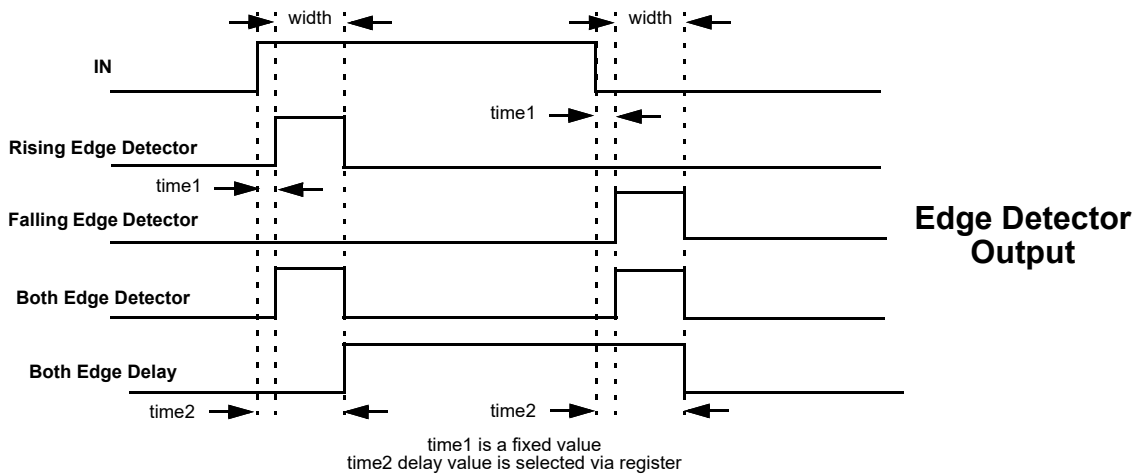 width
width
IN
time1
Rising Edge Detector
time1
Falling Edge Detector
Edge Detector
Output
Both Edge Detector
Both Edge Delay
time2
time2
time1 is a fixed value
time2 delay value is selected via register